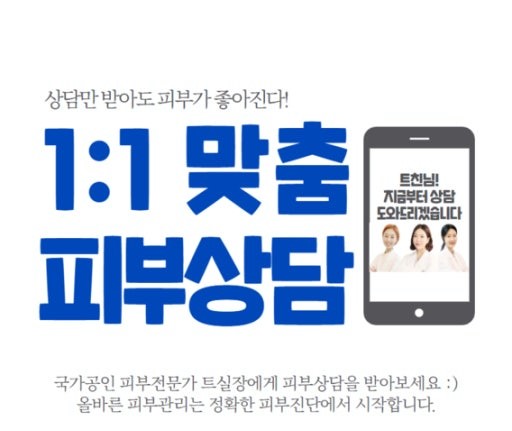 상담만 받아도 피부가 좋아진다!
1:1 맞춤
피부상담
트친님!
지금부터 상담
도와드리겠습니다
국가공인 피부전문가 트실장에게 피부상담을 받아보세요 :)
올바른 피부관리는 정확한 피부진단에서 시작합니다.